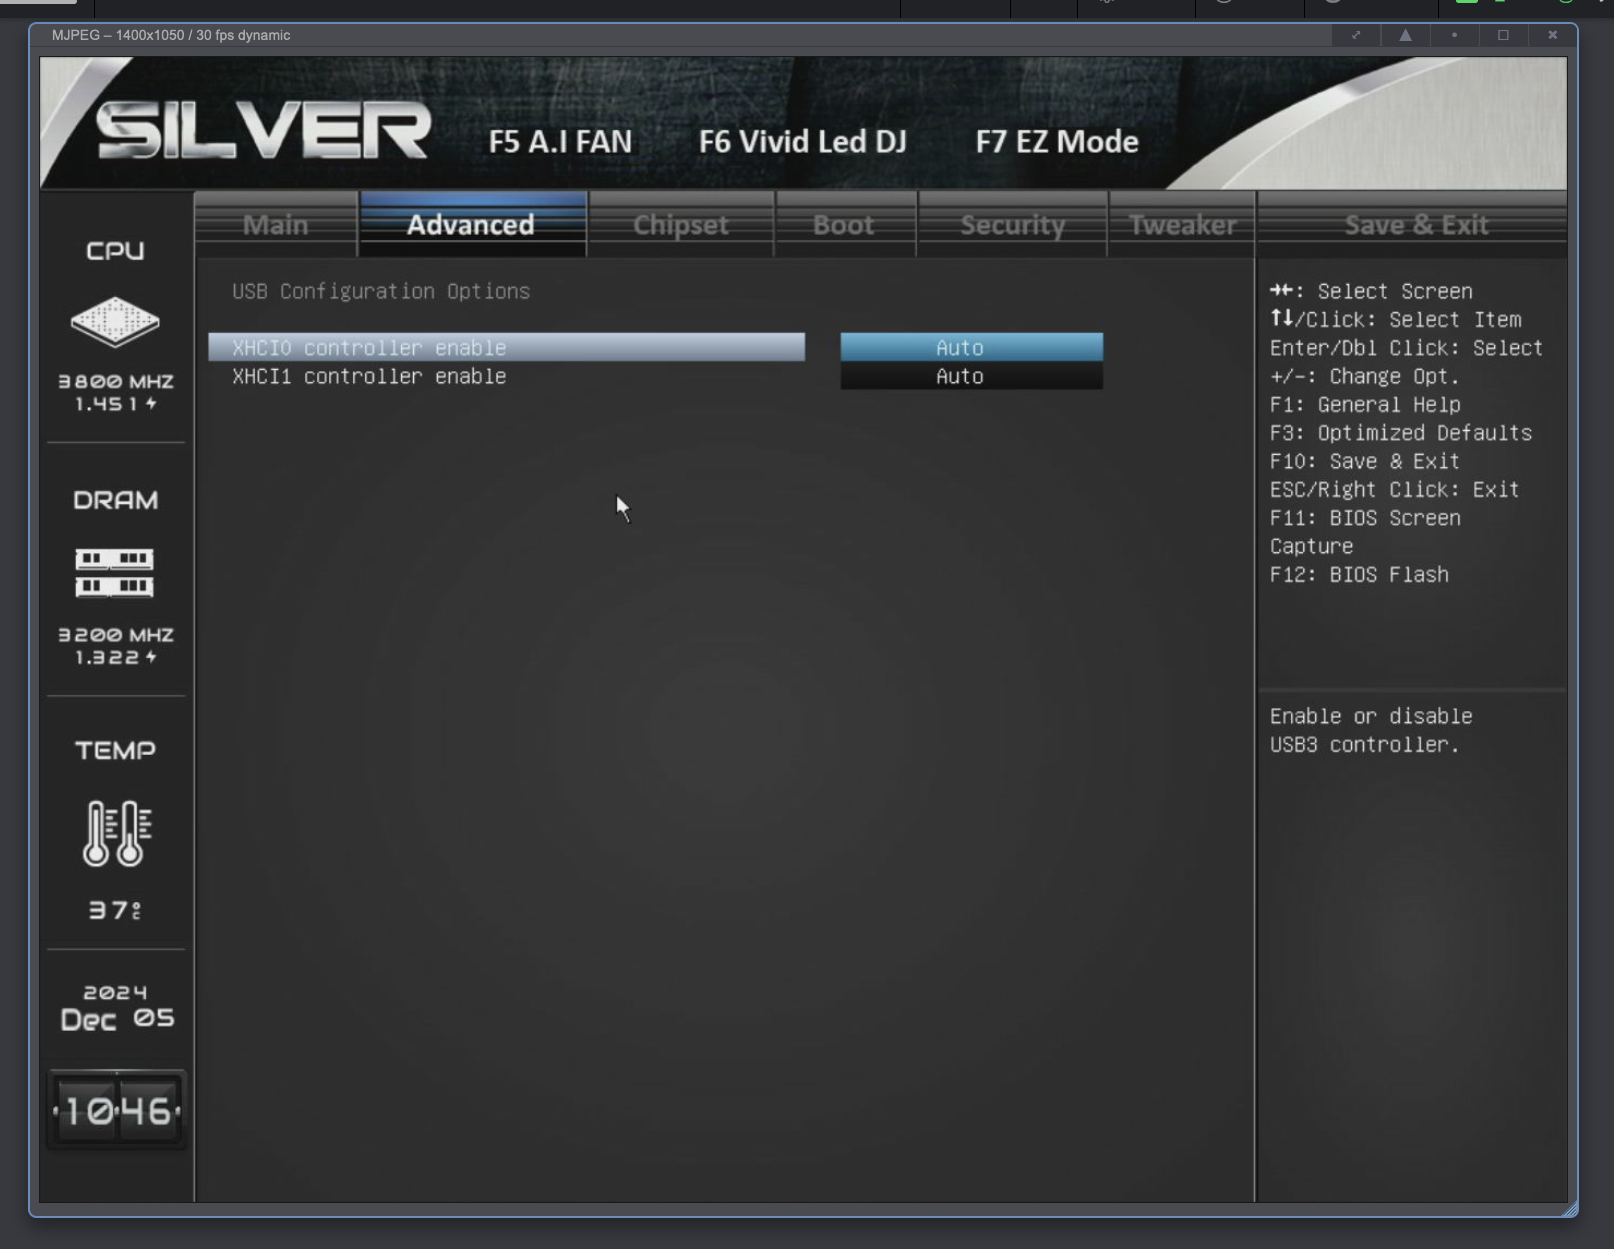 MJPEG – 1400x1050 / 30 fps dynamic
SILVER
F5 A.I FAN
F6 Vivid Led DJ
F7 EZ Mode
Main
Advanced
Chipset
Boot
Security
Tweaker
Save & Exit
CPU
3800 MHZ
1.451
DRAM
3200 MHZ
1.322
TEMP
37°C
2024
Dec 05
10 46
USB Configuration Options
XHCI0 controller enable
Auto
XHCI1 controller enable
Auto
→←: Select Screen
↑↓/Click: Select Item
Enter/Dbl Click: Select
+/-: Change Opt.
F1: General Help
F3: Optimized Defaults
F10: Save & Exit
ESC/Right Click: Exit
F11: BIOS Screen
Capture
F12: BIOS Flash
Enable or disable
USB3 controller.